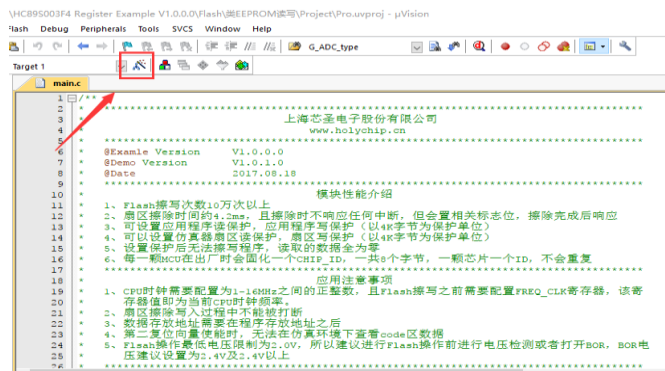 \HC89S003F4 Register Example V1.0.0.0\Flash\类EEPROM读写\Project\Pro.uvproj - µVision
Flash Debug Peripherals Tools SVCS Window Help
G_ADC_type
Target 1
main.c
1 /**
2 * ******************************************************************************
3 * 上海芯圣电子股份有限公司
4 * www.holychip.cn
5 * ******************************************************************************
6 * @Examle Version V1.0.0.0
7 * @Demo Version V1.0.1.0
8 * @Date 2017.08.18
9 * ******************************************************************************
10 * 模块性能介绍
11 * 1、Flash擦写次数10万次以上
12 * 2、扇区擦除时间约4.2ms，且擦除时不响应任何中断，但会置相关标志位，擦除完成后响应
13 * 3、可设置应用程序读保护，应用程序写保护（以4K字节为保护单位）
14 * 4、可以设置仿真器扇区读保护，扇区写保护（以4K字节为保护单位）
15 * 5、设置保护后无法擦写程序，读取的数据全为零
16 * 6、每一颗MCU在出厂时会固化一个CHIP_ID，一共8个字节，一颗芯片一个ID，不会重复
17 * ******************************************************************************
18 * 应用注意事项
19 * 1、CPU时钟需要配置为1-16MHz之间的正整数，且Flash擦写之前需要配置FREQ_CLK寄存器，该寄
20 * 存器值即为当前CPU时钟频率。
21 * 2、扇区擦除写入过程中不能被打断
22 * 3、数据存放地址需要在程序存放地址之后
23 * 4、第二复位向量使能时，无法在仿真环境下查看code区数据
24 * 5、Flsah操作最低电压限制为2.0V，所以建议进行Flash操作前进行电压检测或者打开BOR，BOR电
25 * 压建议设置为2.4V及2.4V以上
26 * ******************************************************************************